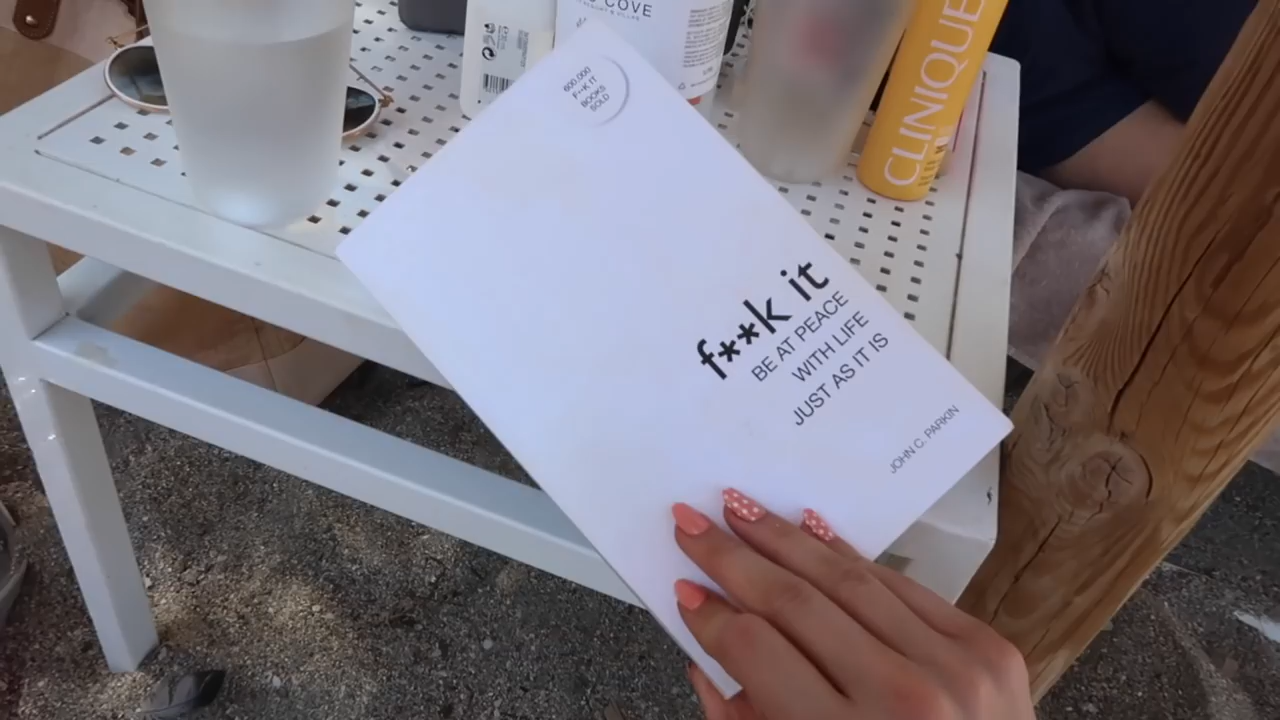 COVE
CLINIQUE
600,000
F**K IT
BOOKS
SOLD
f**k it
BE AT PEACE
WITH LIFE
JUST AS IT IS
JOHN C. PARKIN